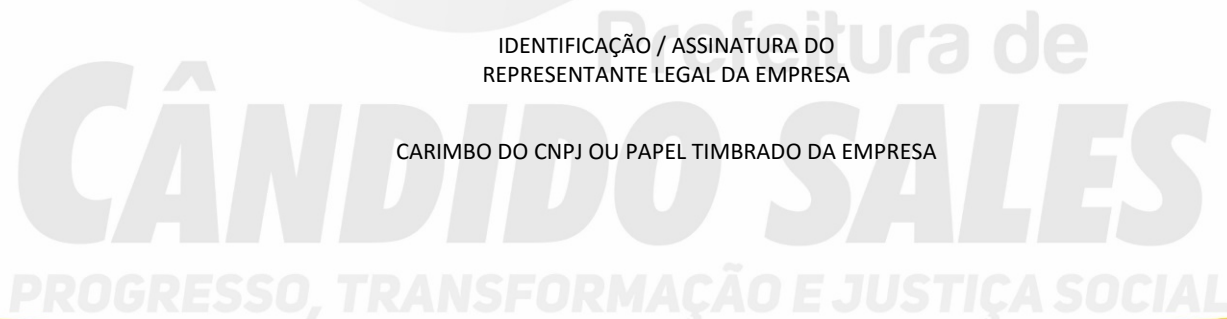 Prefeitura de
IDENTIFICAÇÃO / ASSINATURA DO
REPRESENTANTE LEGAL DA EMPRESA
CÂNDIDO SALES
CARIMBO DO CNPJ OU PAPEL TIMBRADO DA EMPRESA
PROGRESSO, TRANSFORMAÇÃO E JUSTIÇA SOCIAL